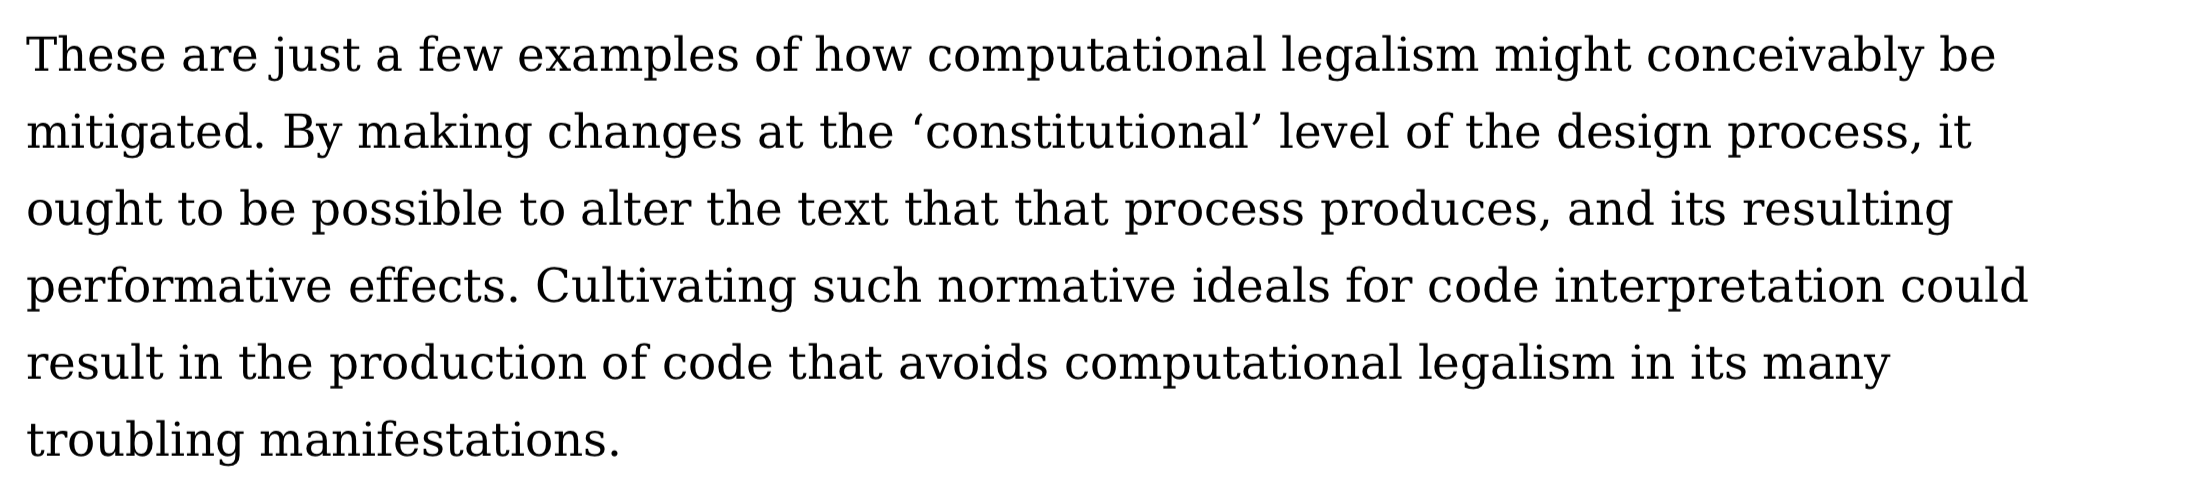 These are just a few examples of how computational legalism might conceivably be
mitigated. By making changes at the ‘constitutional’ level of the design process, it
ought to be possible to alter the text that that process produces, and its resulting
performative effects. Cultivating such normative ideals for code interpretation could
result in the production of code that avoids computational legalism in its many
troubling manifestations.